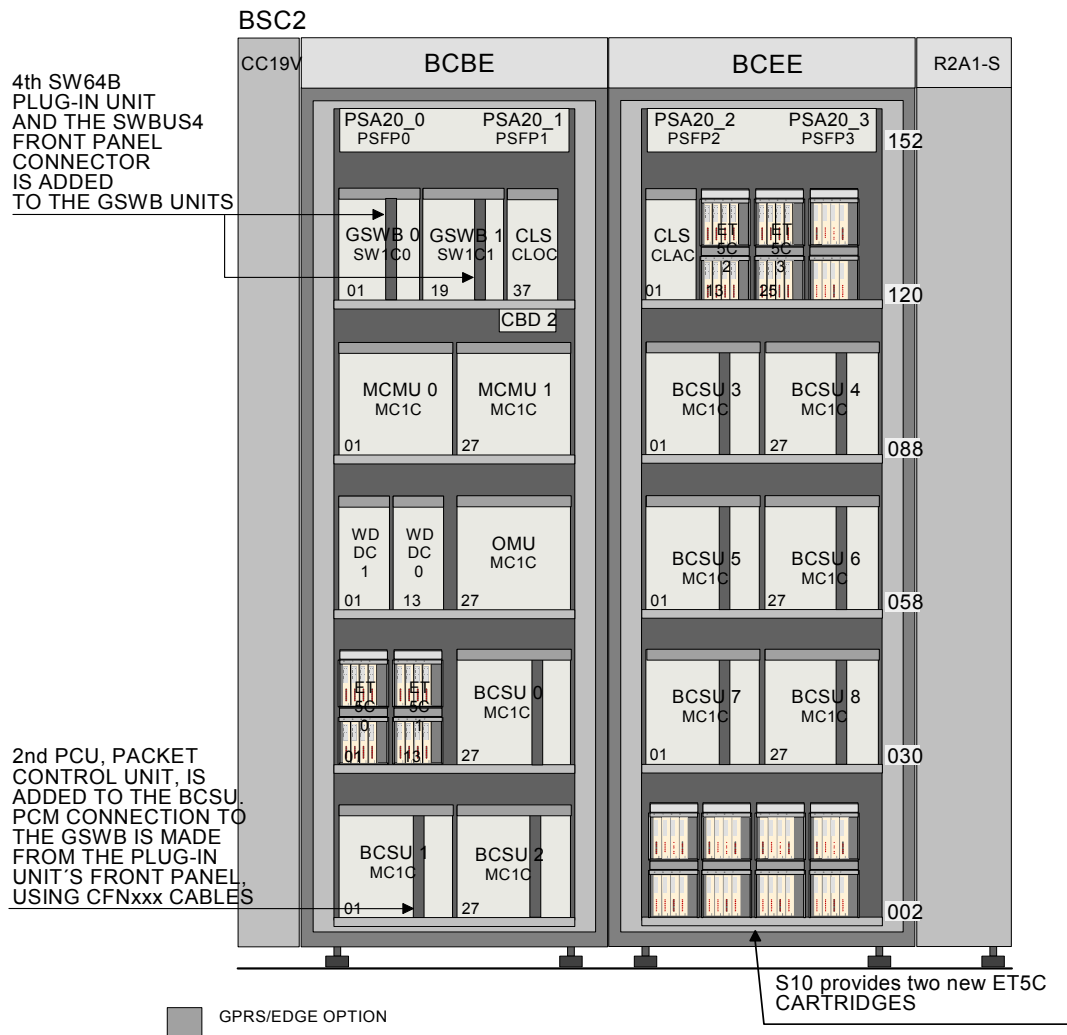 BSC2
CC19V
BCBE
BCEE
R2A1-S
4th SW64B
PLUG-IN UNIT
AND THE SWBUS4
FRONT PANEL
CONNECTOR
IS ADDED
TO THE GSWB UNITS
PSA20_0 PSA20_1
PSFP0 PSFP1
PSA20_2 PSA20_3
PSFP2 PSFP3
152
GSWB 0
SW1C0
01
GSWB 1
SW1C1
19
CLS
CLOC
37
CBD 2
CLS
CLAC
01
ET
5C
2
13
ET
5C
3
25
120
MCMU 0
MC1C
01
MCMU 1
MC1C
27
BCSU 3
MC1C
01
BCSU 4
MC1C
27
088
WD
DC
1
01
WD
DC
0
13
OMU
MC1C
27
BCSU 5
MC1C
01
BCSU 6
MC1C
27
058
ET
5C
0
01
ET
5C
1
13
BCSU 0
MC1C
27
BCSU 7
MC1C
01
BCSU 8
MC1C
27
030
2nd PCU, PACKET
CONTROL UNIT, IS
ADDED TO THE BCSU.
PCM CONNECTION TO
THE GSWB IS MADE
FROM THE PLUG-IN
UNIT´S FRONT PANEL,
USING CFNxxx CABLES
BCSU 1
MC1C
01
BCSU 2
MC1C
27
002
S10 provides two new ET5C
CARTRIDGES
GPRS/EDGE OPTION